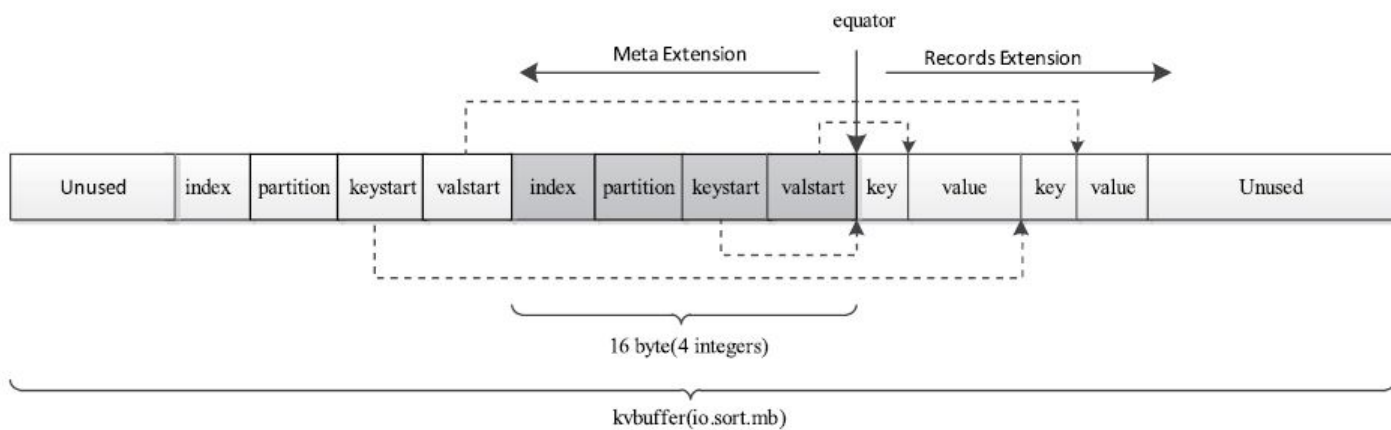 equator
Meta Extension
Records Extension
Unused index partition keystart valstart index partition keystart valstart key value key value Unused
16 byte(4 integers)
kvbuffer(io.sort.mb)